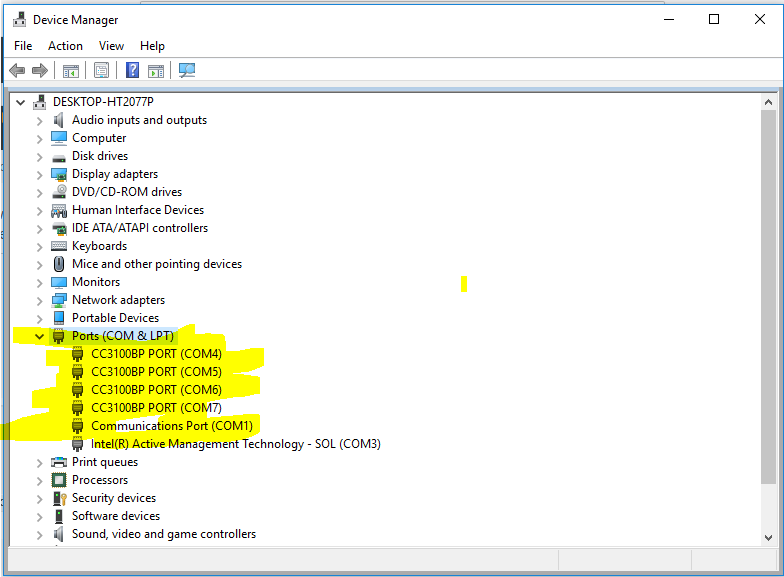 Device Manager
File Action View Help
DESKTOP-HT2077P
Audio inputs and outputs
Computer
Disk drives
Display adapters
DVD/CD-ROM drives
Human Interface Devices
IDE ATA/ATAPI controllers
Keyboards
Mice and other pointing devices
Monitors
Network adapters
Portable Devices
Ports (COM & LPT)
CC3100BP PORT (COM4)
CC3100BP PORT (COM5)
CC3100BP PORT (COM6)
CC3100BP PORT (COM7)
Communications Port (COM1)
Intel(R) Active Management Technology - SOL (COM3)
Print queues
Processors
Security devices
Software devices
Sound, video and game controllers